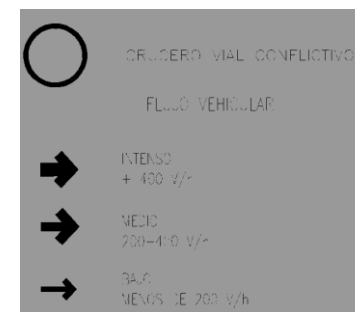 CRUCERO VIAL CONFLICTIVO
FLUJO VEHICULAR
INTENSO
+ 400 V/h
MEDIO
200-400 V/h
BAJO
MENOS DE 200 V/h